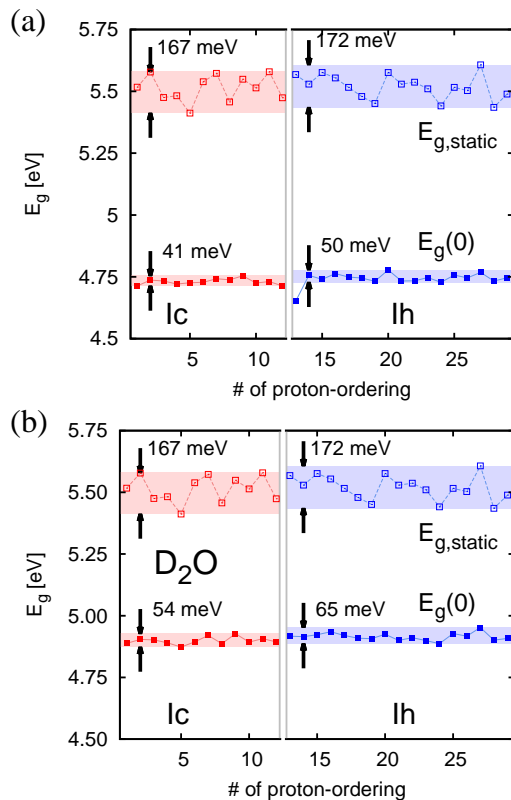 (a)
5.75
5.5
5.25
5
4.75
4.5
E_g [eV]
167 meV
172 meV
E_g,static
41 meV
50 meV
E_g(0)
Ic
Ih
5 10 15 20 25
# of proton-ordering
(b)
5.75
5.50
5.25
5.00
4.75
4.50
E_g [eV]
167 meV
172 meV
E_g,static
D₂O
54 meV
65 meV
E_g(0)
Ic
Ih
5 10 15 20 25
# of proton-ordering